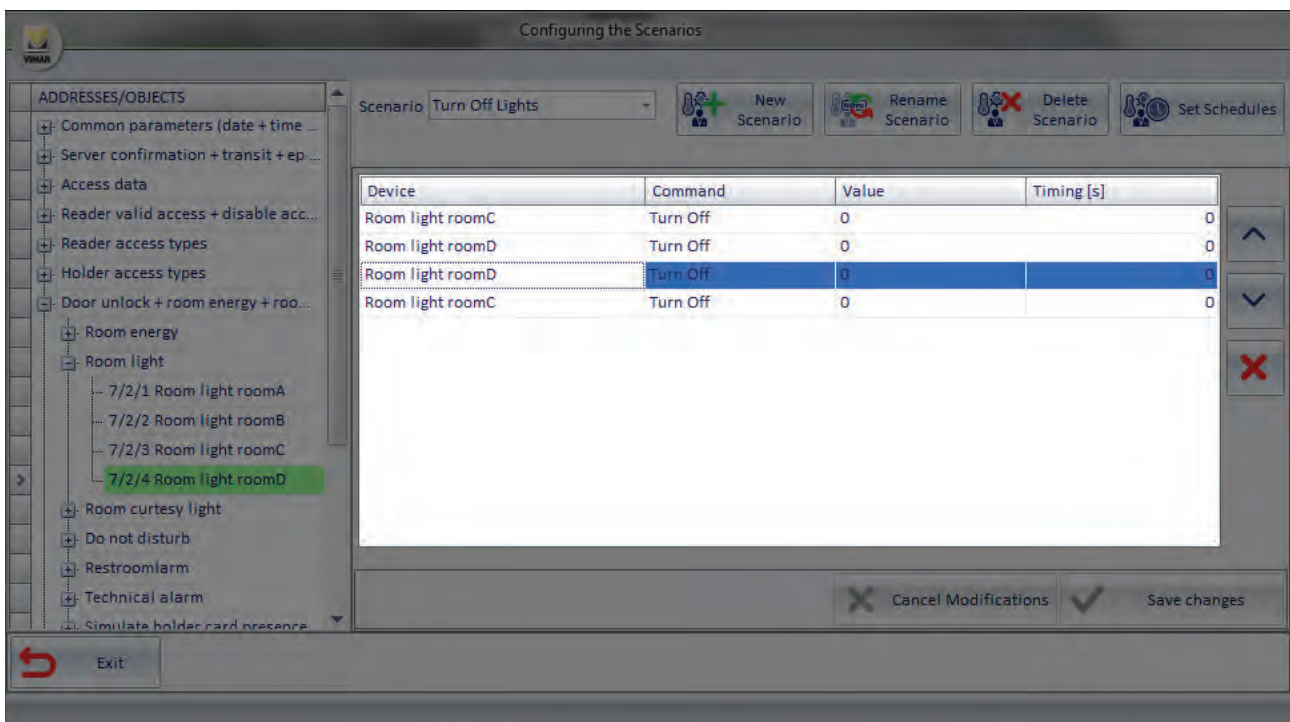 Configuring the Scenarios
VIMAR
ADDRESSES/OBJECTS
Common parameters (date + time ...
Server confirmation + transit + ep ...
Access data
Reader valid access + disable acc...
Reader access types
Holder access types
Door unlock + room energy + roo...
Room energy
Room light
7/2/1 Room light roomA
7/2/2 Room light roomB
7/2/3 Room light roomC
7/2/4 Room light roomD
Room curtesy light
Do not disturb
Restroomlarm
Technical alarm
Simulate holder card presence
Scenario Turn Off Lights
New Scenario
Rename Scenario
Delete Scenario
Set Schedules
Device Command Value Timing [s]
Room light roomC Turn Off 0 0
Room light roomD Turn Off 0 0
Room light roomD Turn Off 0 0
Room light roomC Turn Off 0 0
Cancel Modifications Save changes
Exit